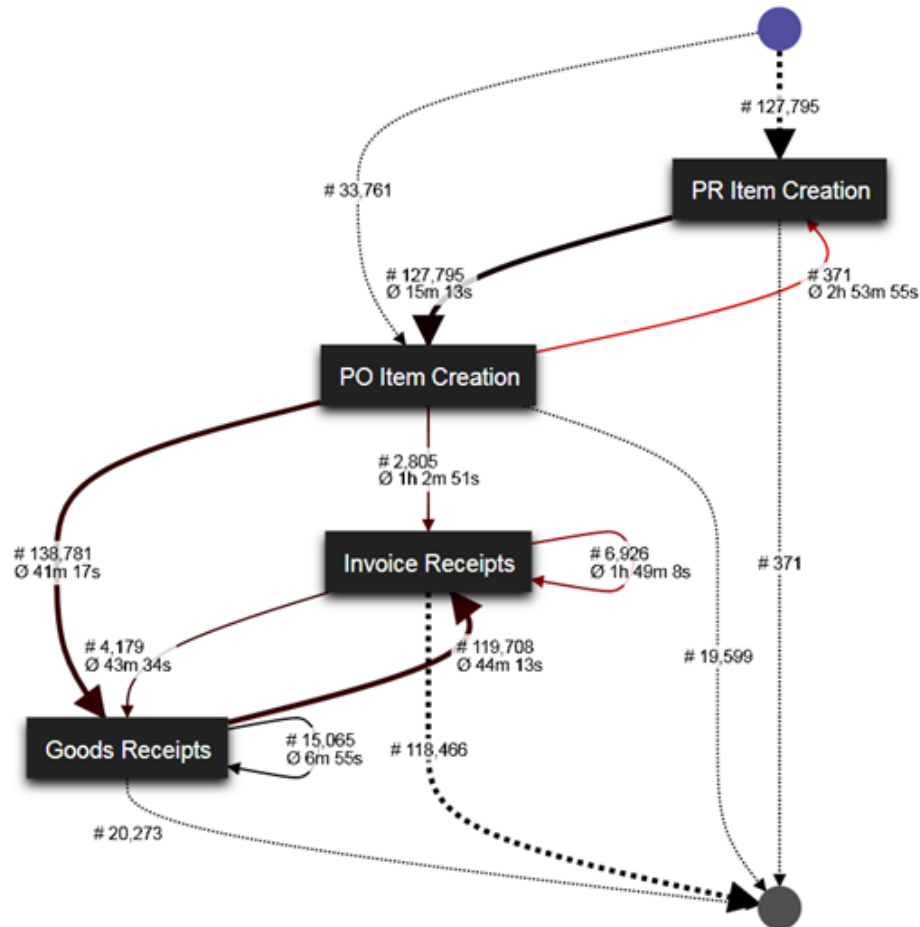 # 127,795
# 33,761
PR Item Creation
# 127,795
Ø 15m 13s
# 371
Ø 2h 53m 55s
PO Item Creation
# 2,805
Ø 1h 2m 51s
# 138,781
Ø 41m 17s
Invoice Receipts
# 6,926
Ø 1h 49m 8s
# 371
# 4,179
Ø 43m 34s
# 119,708
Ø 44m 13s
# 19,599
Goods Receipts
# 15,065
Ø 6m 55s
# 118,466
# 20,273